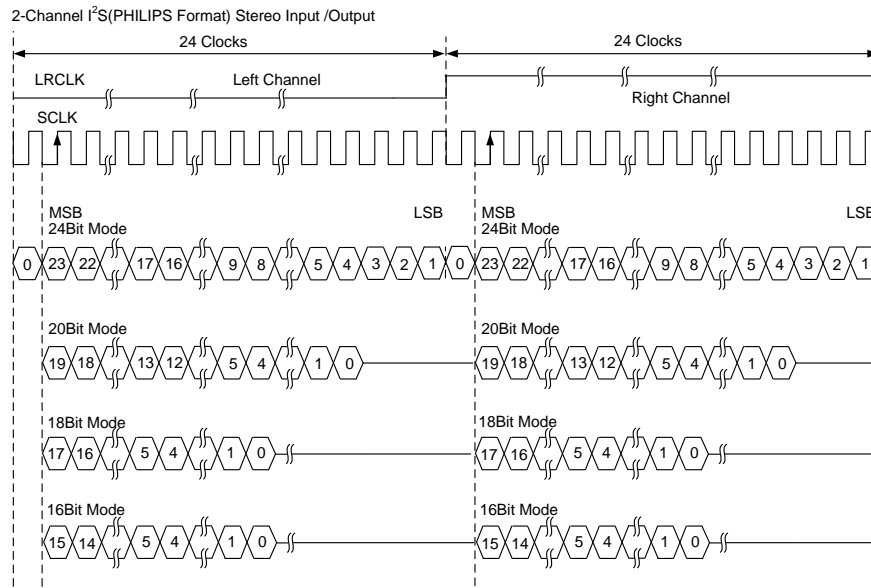 2-Channel I²S(PHILIPS Format) Stereo Input /Output
24 Clocks 24 Clocks
LRCLK Left Channel
Right Channel
SCLK
MSB LSB MSB LSB
24Bit Mode 24Bit Mode
0 23 22 17 16 9 8 5 4 3 2 1 0 23 22 17 16 9 8 5 4 3 2 1
20Bit Mode 20Bit Mode
19 18 13 12 5 4 1 0 19 18 13 12 5 4 1 0
18Bit Mode 18Bit Mode
17 16 5 4 1 0 17 16 5 4 1 0
16Bit Mode 16Bit Mode
15 14 5 4 1 0 15 14 5 4 1 0